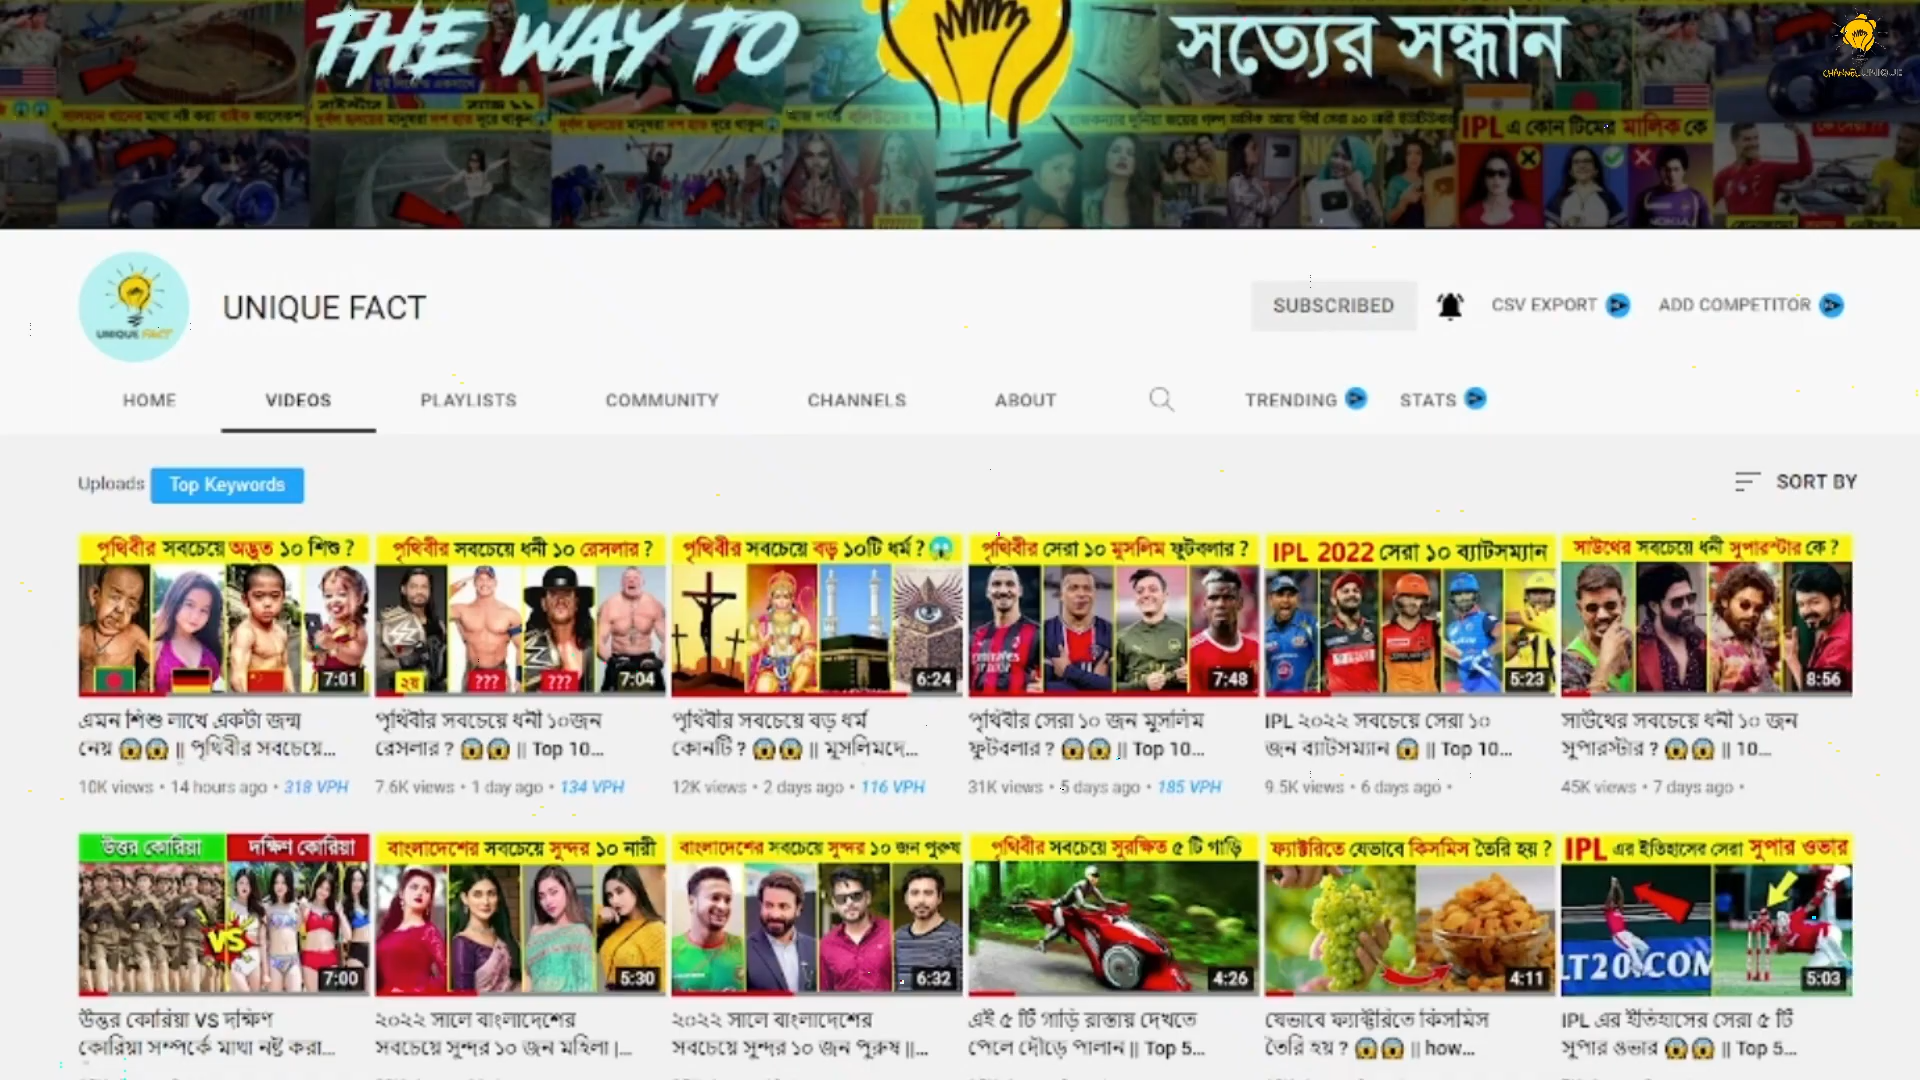 THE WAY TO
সত্যের সন্ধান
CHANNEL UNIQUE
IPL এ কোন টিমের মালিক কে
UNIQUE FACT
UNIQUE FACT
SUBSCRIBED
CSV EXPORT
ADD COMPETITOR
HOME
VIDEOS
PLAYLISTS
COMMUNITY
CHANNELS
ABOUT
TRENDING
STATS
Uploads
Top Keywords
SORT BY
পৃথিবীর সবচেয়ে অদ্ভুত ১০ শিশু ?
7:01
এমন শিশু লাখে একটা জন্ম
নেয় 😱😱 || পৃথিবীর সবচেয়ে...
10K views • 14 hours ago • 318 VPH
পৃথিবীর সবচেয়ে ধনী ১০ রেসলার ?
২য়
???
???
7:04
পৃথিবীর সবচেয়ে ধনী ১০জন
রেসলার ? 😱😱 || Top 10...
7.6K views • 1 day ago • 134 VPH
পৃথিবীর সবচেয়ে বড় ১০টি ধর্ম ? 😱
6:24
পৃথিবীর সবচেয়ে বড় ধর্ম
কোনটি ? 😱😱 || মুসলিমদে...
12K views • 2 days ago • 116 VPH
পৃথিবীর সেরা ১০ মুসলিম ফুটবলার ?
7:48
পৃথিবীর সেরা ১০ জন মুসলিম
ফুটবলার ? 😱😱 || Top 10...
31K views • 5 days ago • 185 VPH
IPL 2022 সেরা ১০ ব্যাটসম্যান
5:23
IPL ২০২২ সবচেয়ে সেরা ১০
জন ব্যাটসম্যান 😱 || Top 10...
9.5K views • 6 days ago •
সাউথের সবচেয়ে ধনী সুপারস্টার কে ?
8:56
সাউথের সবচেয়ে ধনী ১০ জন
সুপারস্টার ? 😱😱 || 10...
45K views • 7 days ago •
উত্তর কোরিয়া
দক্ষিণ কোরিয়া
VS
7:00
উত্তর কোরিয়া VS দক্ষিণ
কোরিয়া সম্পর্কে মাথা নষ্ট করা...
বাংলাদেশের সবচেয়ে সুন্দর ১০ নারী
5:30
২০২২ সালে বাংলাদেশের
সবচেয়ে সুন্দর ১০ জন মহিলা |...
বাংলাদেশের সবচেয়ে সুন্দর ১০ জন পুরুষ
6:32
২০২২ সালে বাংলাদেশের
সবচেয়ে সুন্দর ১০ জন পুরুষ ||...
পৃথিবীর সবচেয়ে সুরক্ষিত ৫ টি গাড়ি
4:26
এই ৫ টি গাড়ি রাস্তায় দেখতে
পেলে দৌড়ে পালান || Top 5...
ফ্যাক্টরিতে যেভাবে কিসমিস তৈরি হয় ?
4:11
যেভাবে ফ্যাক্টরিতে কিসমিস
তৈরি হয় ? 😱😱 || how...
IPL এর ইতিহাসের সেরা সুপার ওভার
LT20.COM
5:03
IPL এর ইতিহাসের সেরা ৫ টি
সুপার ওভার 😱😱 || Top 5...